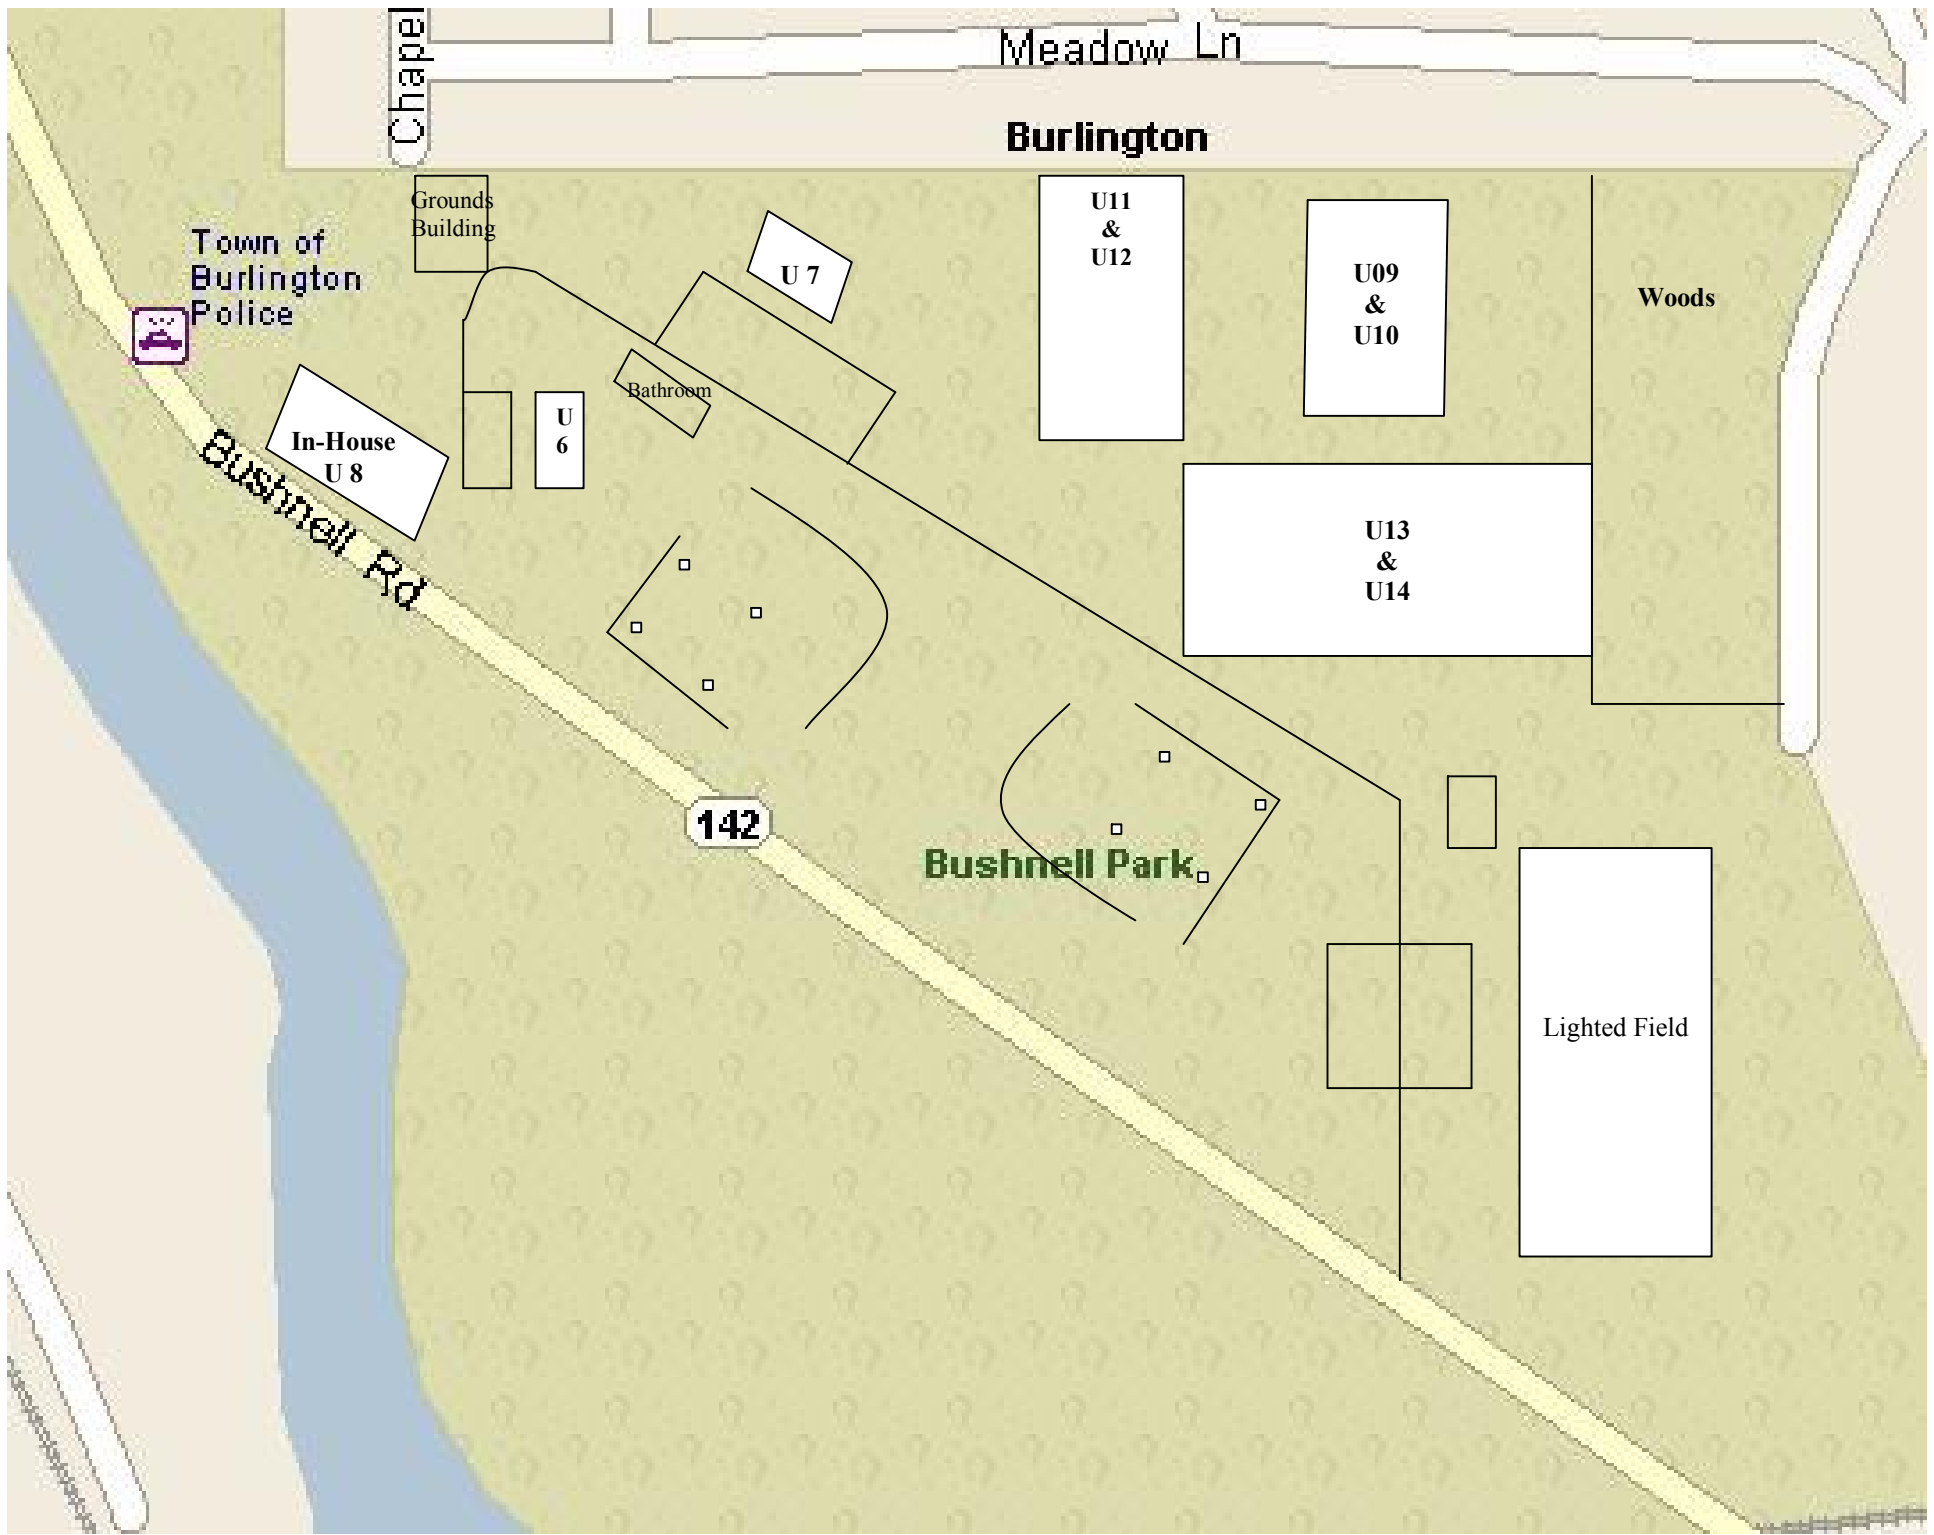 Chapel
Meadow Ln
Burlington
Grounds
Building
Town of
Burlington
Police
U 7
U11
&
U12
U09
&
U10
Woods
Bathroom
U
6
In-House
U 8
Bushnell Rd
U13
&
U14
142
Bushnell Park
Lighted Field